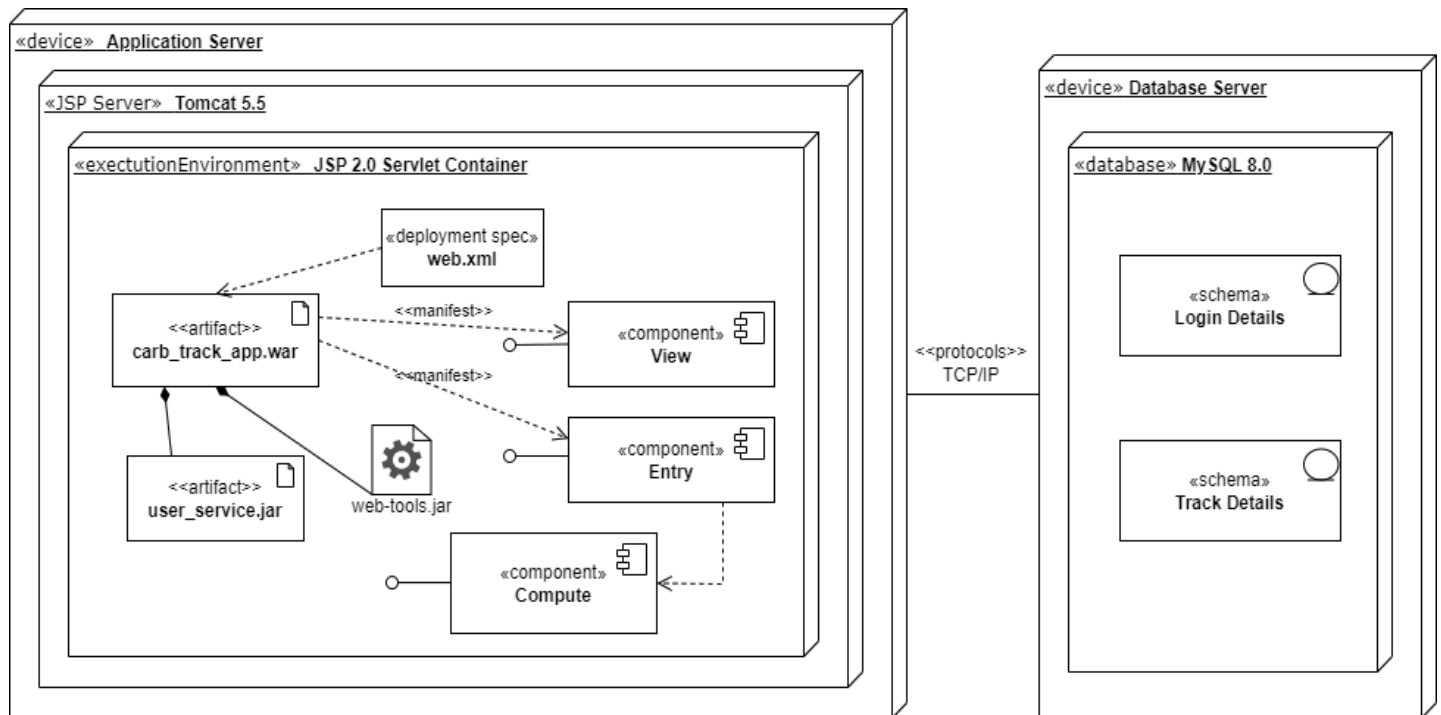 «device» Application Server
«JSP Server» Tomcat 5.5
«exectutionEnvironment» JSP 2.0 Servlet Container
«deployment spec»
web.xml
<<artifact>>
carb_track_app.war
<<manifest>>
«component»
View
<<manifest>>
«component»
Entry
<<artifact>>
user_service.jar
web-tools.jar
«component»
Compute
<<protocols>>
TCP/IP
«device» Database Server
«database» MySQL 8.0
«schema»
Login Details
«schema»
Track Details